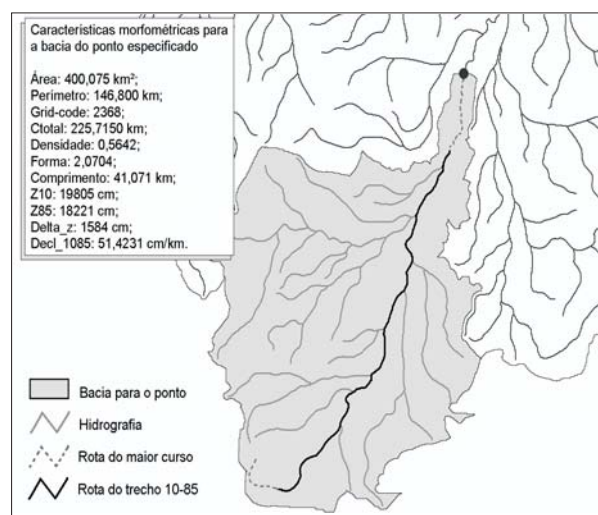 Características morfométricas para
a bacia do ponto especificado
Área: 400,075 km²;
Perimetro: 146,800 km;
Grid-code: 2368;
Ctotal: 225,7150 km;
Densidade: 0,5642;
Forma: 2,0704;
Comprimento: 41,071 km;
Z10: 19805 cm;
Z85: 18221 cm;
Delta_z: 1584 cm;
Decl_1085: 51,4231 cm/km.
Bacia para o ponto
Hidrografia
Rota do maior curso
Rota do trecho 10-85